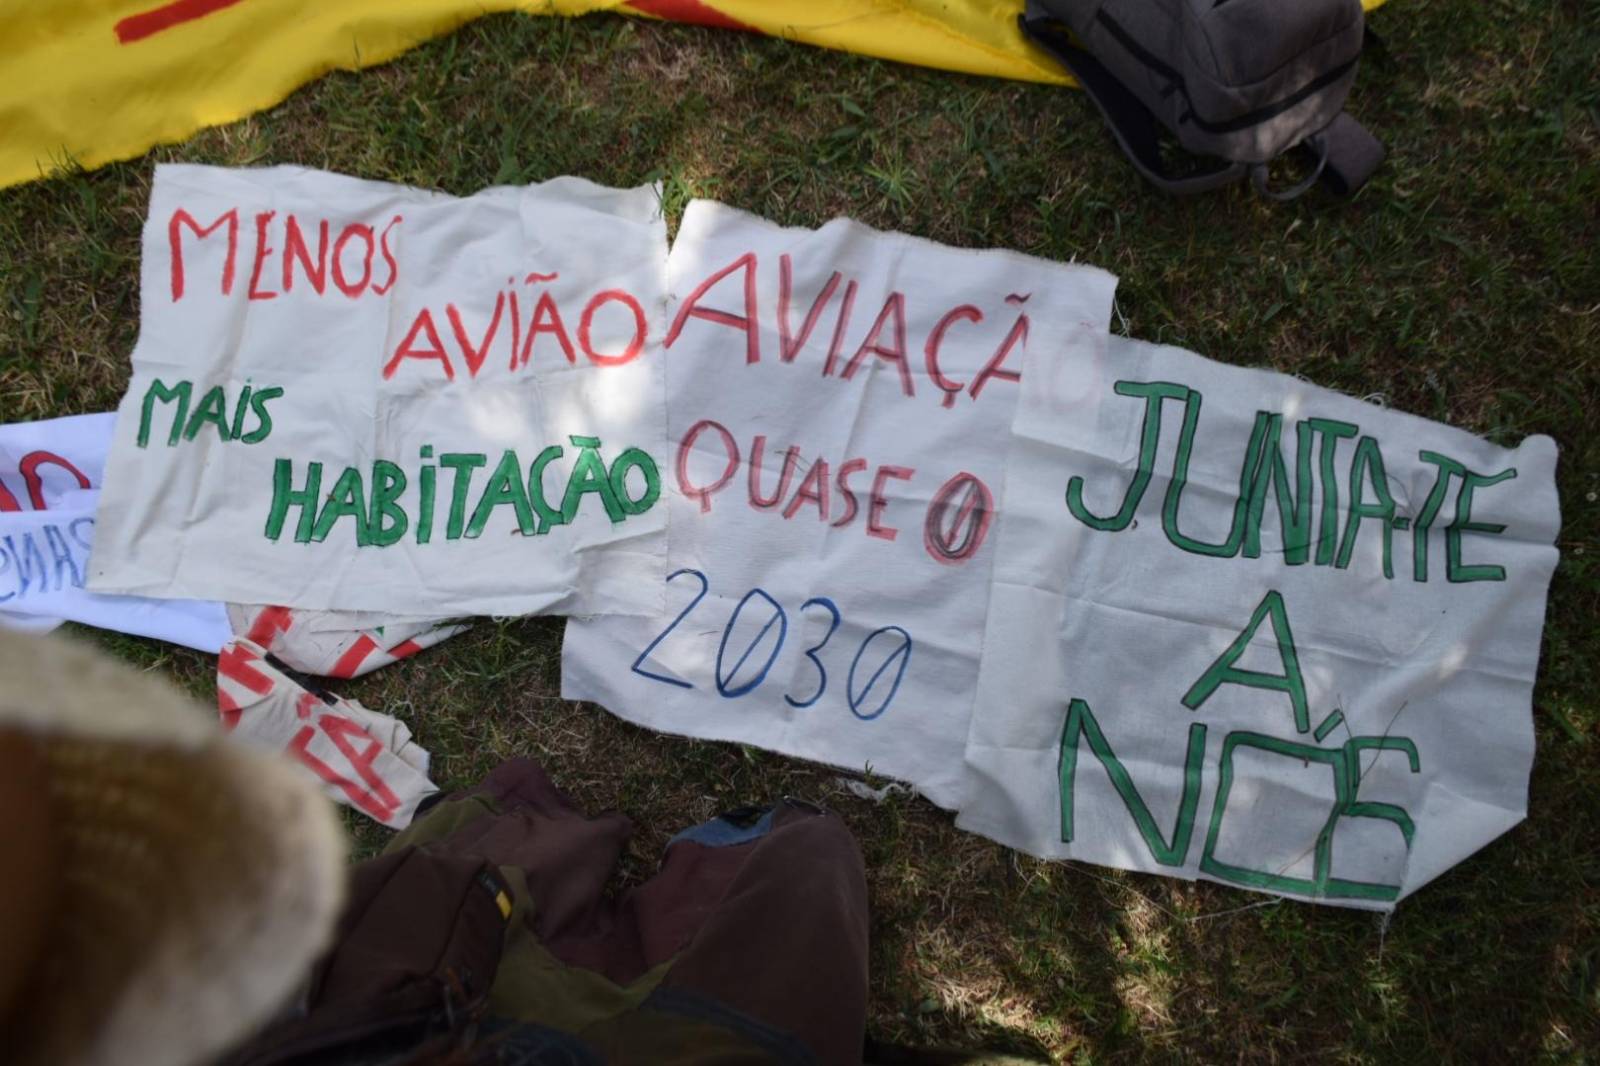 MENOS
AVIÃO
MAIS
HABITAÇÃO
AVIAÇÃO
QUASE 0
2030
JUNTA-TE
A
NÓS